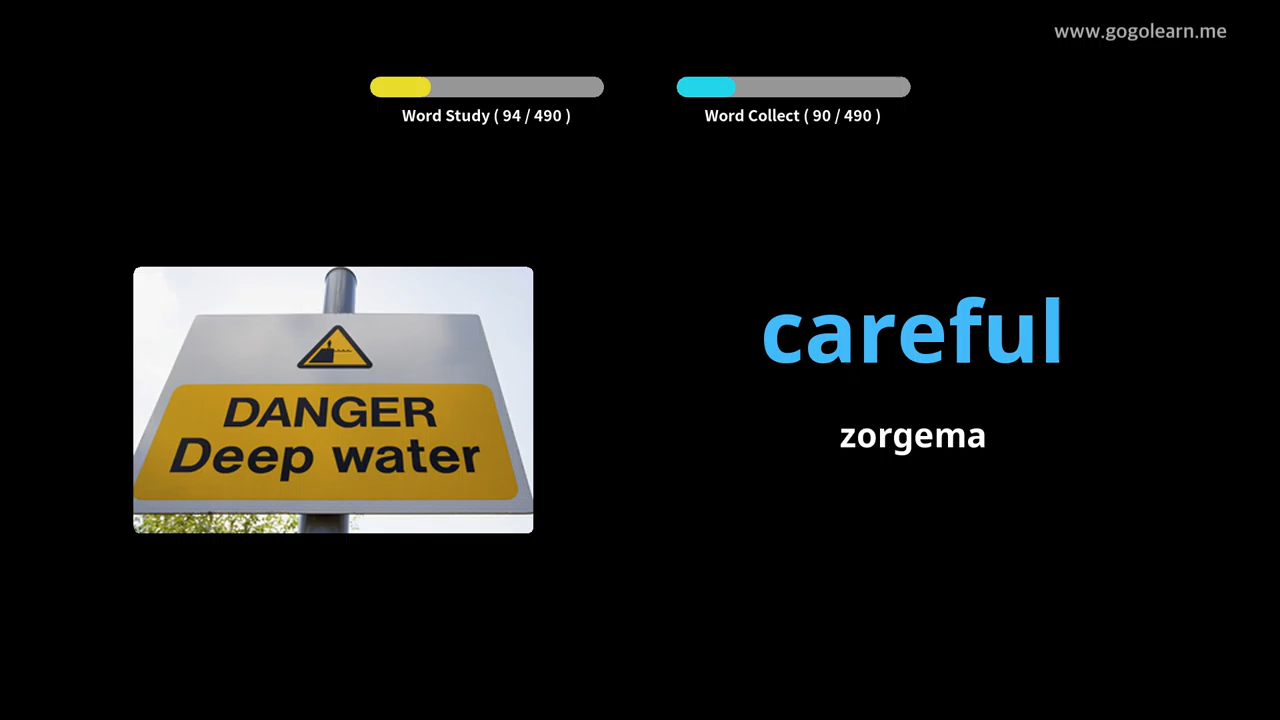 www.gogolearn.me
Word Study ( 94 / 490 )
Word Collect ( 90 / 490 )
careful
zorgema
DANGER
Deep water